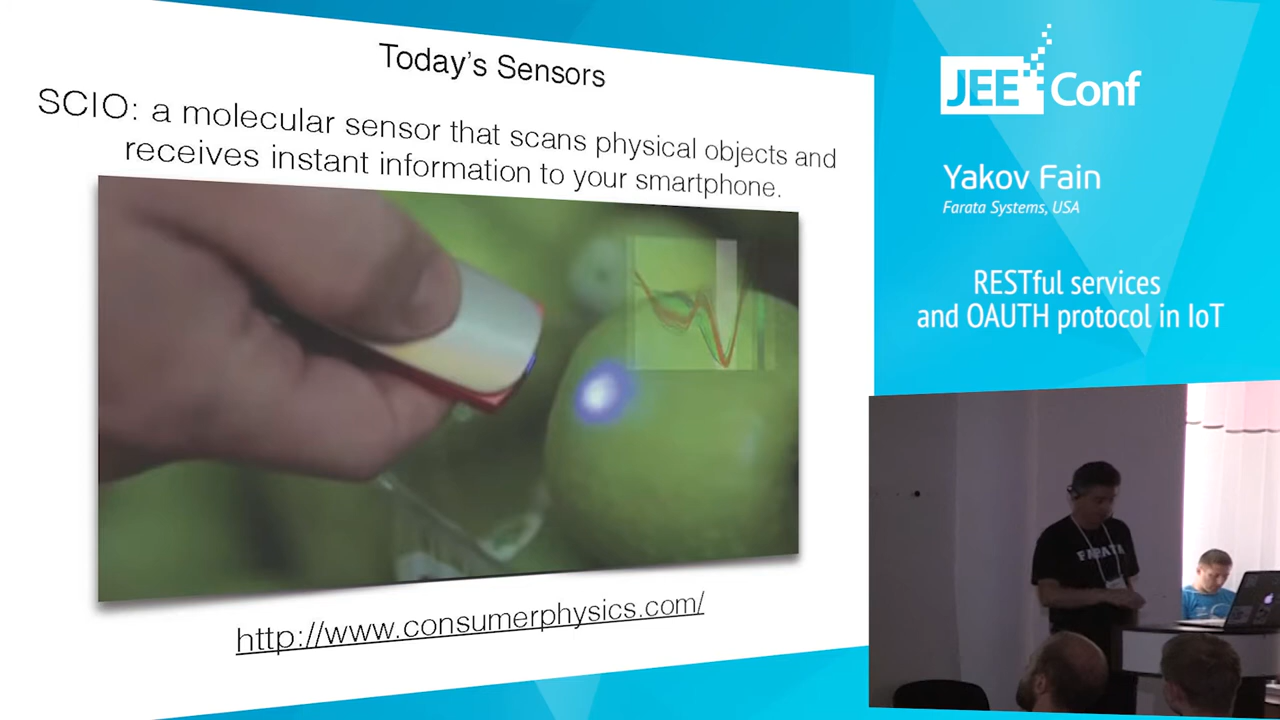 Today's Sensors
SCIO: a molecular sensor that scans physical objects and
receives instant information to your smartphone.
http://www.consumerphysics.com/
JEE Conf
Yakov Fain
Farata Systems, USA
RESTful services
and OAUTH protocol in IoT
FARATA